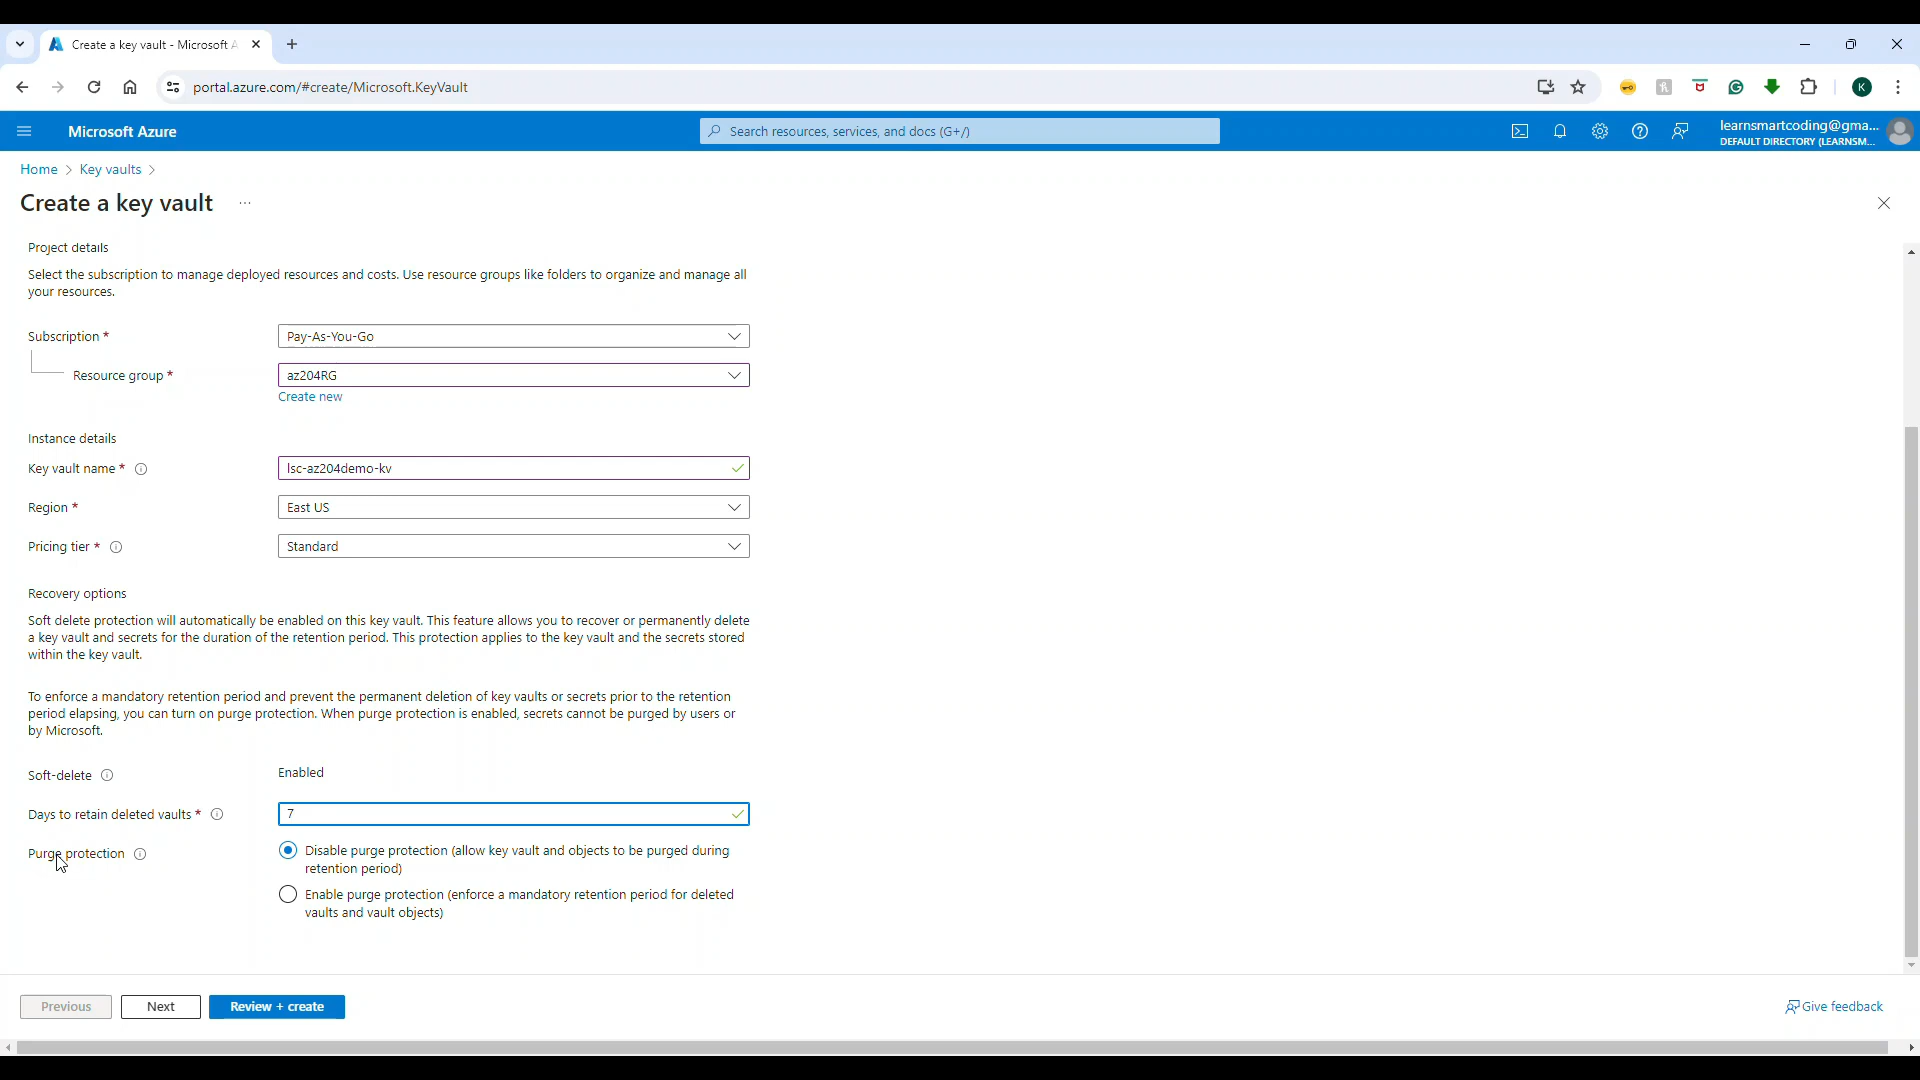 Create a key vault - Microsoft A
portal.azure.com/#create/Microsoft.KeyVault
K
Microsoft Azure
Search resources, services, and docs (G+/)
learnsmartcoding@gma...
DEFAULT DIRECTORY (LEARNSM...
Home > Key vaults >
Create a key vault ...
Project details
Select the subscription to manage deployed resources and costs. Use resource groups like folders to organize and manage all
your resources.
Subscription * Pay-As-You-Go
Resource group * az204RG
Create new
Instance details
Key vault name * lsc-az204demo-kv
Region * East US
Pricing tier * Standard
Recovery options
Soft delete protection will automatically be enabled on this key vault. This feature allows you to recover or permanently delete
a key vault and secrets for the duration of the retention period. This protection applies to the key vault and the secrets stored
within the key vault.
To enforce a mandatory retention period and prevent the permanent deletion of key vaults or secrets prior to the retention
period elapsing, you can turn on purge protection. When purge protection is enabled, secrets cannot be purged by users or
by Microsoft.
Soft-delete Enabled
Days to retain deleted vaults * 7
Purge protection Disable purge protection (allow key vault and objects to be purged during
retention period)
Enable purge protection (enforce a mandatory retention period for deleted
vaults and vault objects)
Previous Next Review + create Give feedback